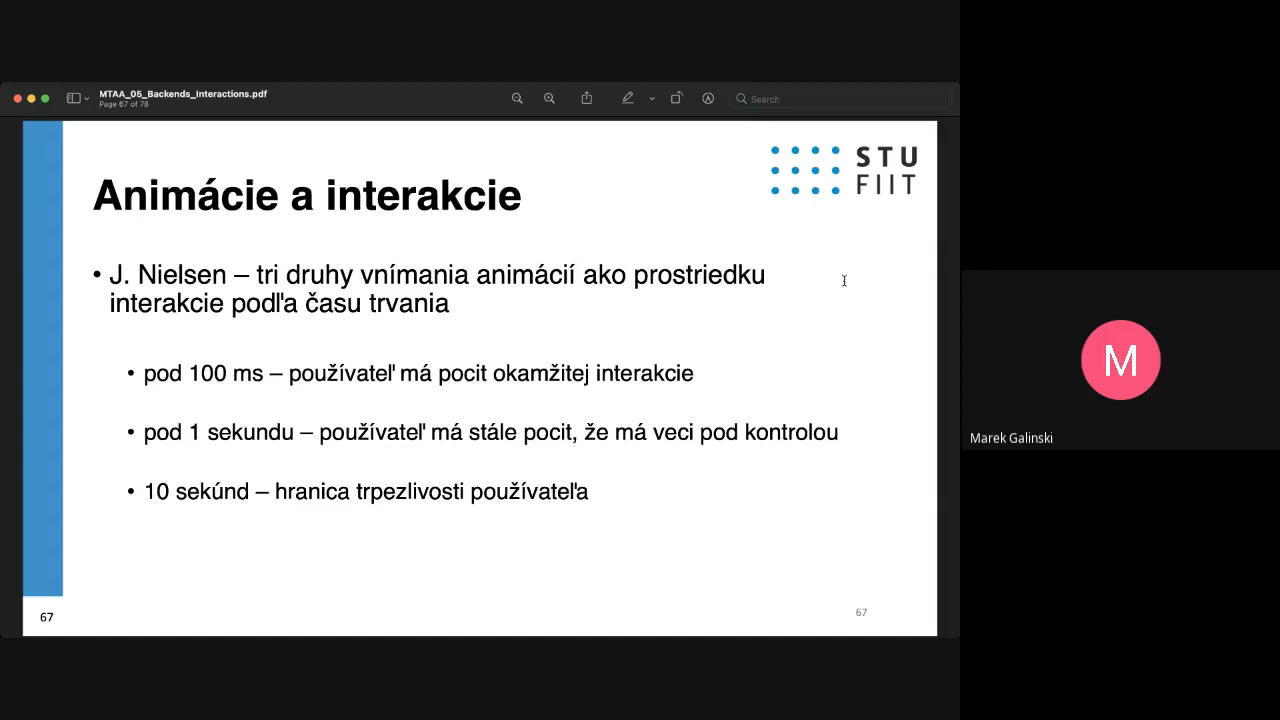 MTAA_05_Backends_Interactions.pdf
Page 67 of 78
Search
STU
FIIT
Animácie a interakcie
• J. Nielsen – tri druhy vnímania animácií ako prostriedku
interakcie podľa času trvania
• pod 100 ms – používateľ má pocit okamžitej interakcie
• pod 1 sekundu – používateľ má stále pocit, že má veci pod kontrolou
• 10 sekúnd – hranica trpezlivosti používateľa
67
67
M
Marek Galinski